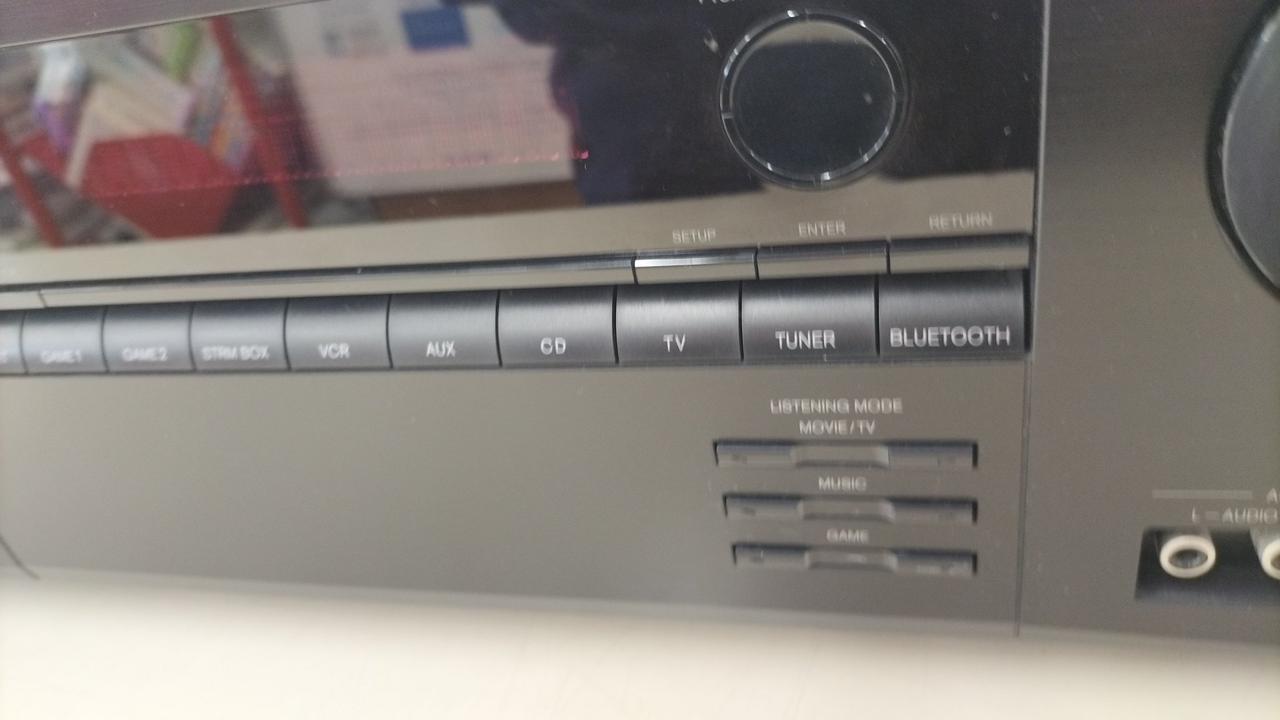 SETUP
ENTER
RETURN
GAME1
GAME2
STRM BOX
VCR
AUX
CD
TV
TUNER
BLUETOOTH
LISTENING MODE
MOVIE/TV
MUSIC
GAME
L – AUDIO